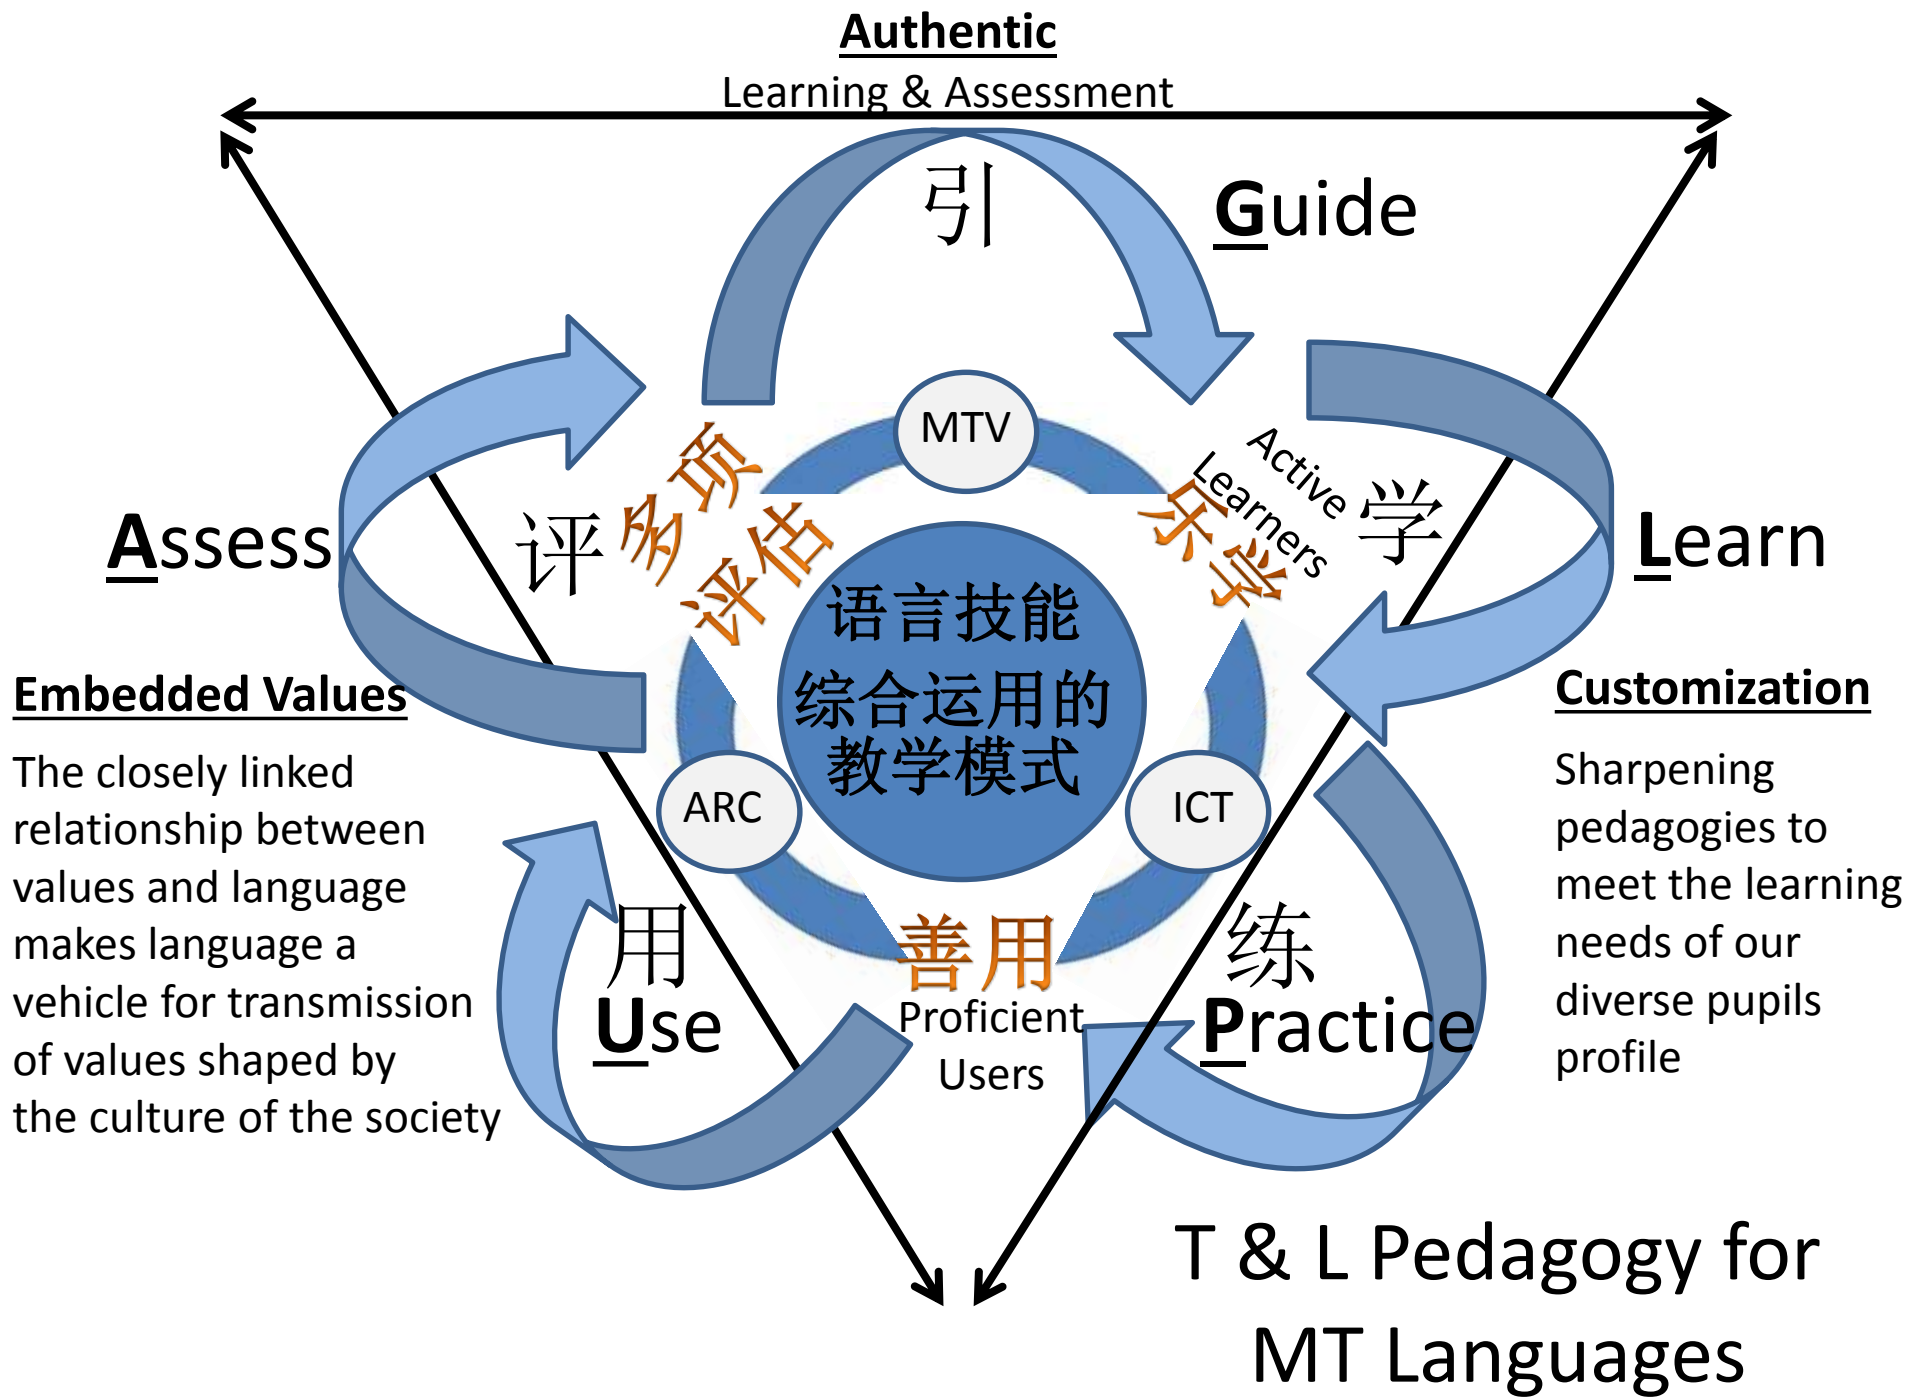 Authentic
Learning & Assessment
引
Guide
MTV
Active
Learners
乐学
学
Learn
多项
评估
评
Assess
语言技能
综合运用的
教学模式
ARC
ICT
Embedded Values
The closely linked
relationship between
values and language
makes language a
vehicle for transmission
of values shaped by
the culture of the society
Customization
Sharpening
pedagogies to
meet the learning
needs of our
diverse pupils
profile
用
Use
善用
Proficient
Users
练
Practice
T & L Pedagogy for
MT Languages